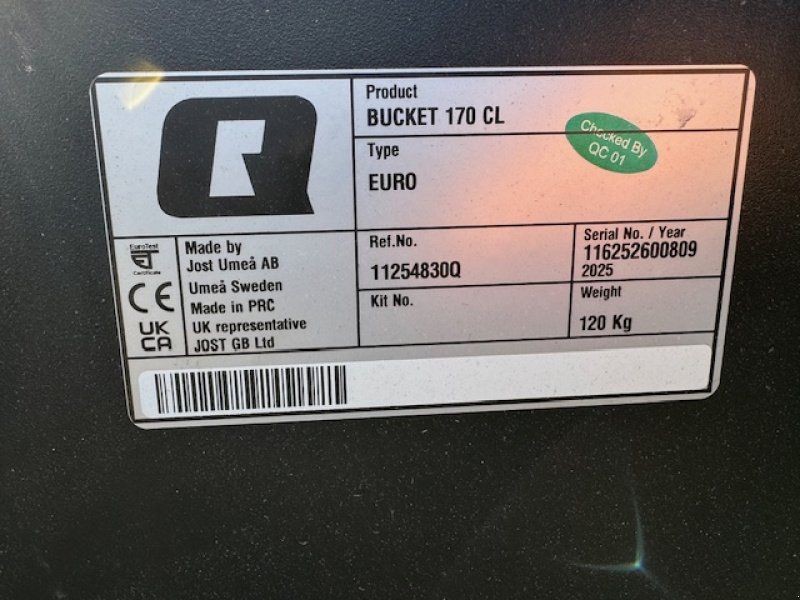 Product
BUCKET 170 CL
Type
EURO
Checked By
QC 01
EuroTest
ET
Certificate
CE
UK
CA
Made by
Jost Umeå AB
Umeå Sweden
Made in PRC
UK representative
JOST GB Ltd
Ref.No.
11254830Q
Kit No.
Serial No. / Year
116252600809
2025
Weight
120 Kg